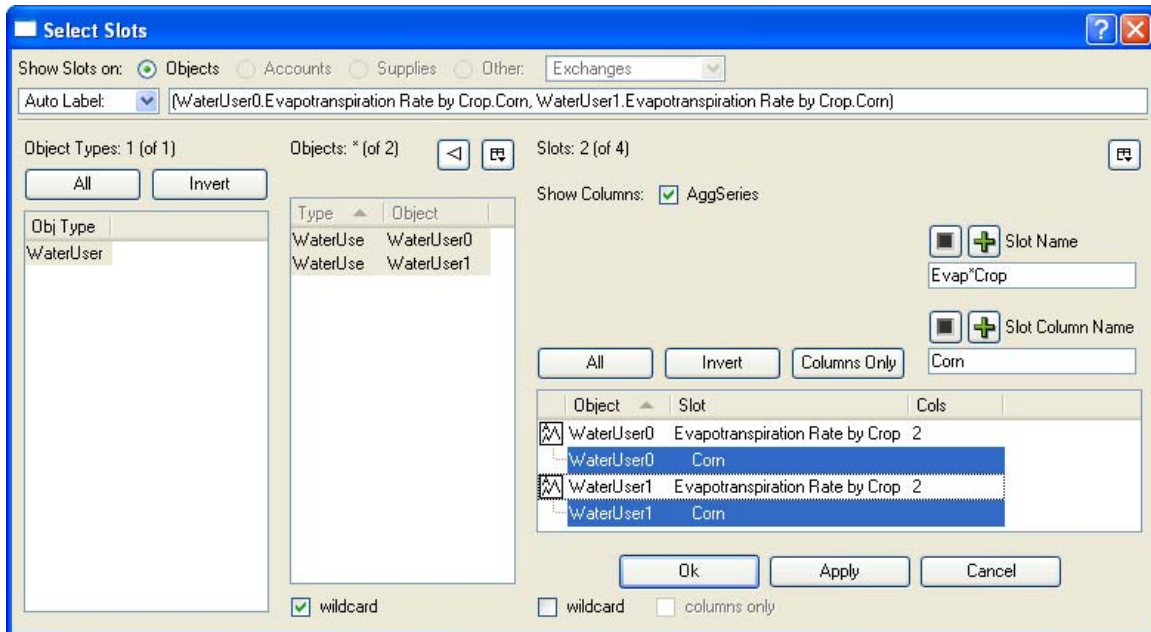 Select Slots
Show Slots on: Objects Accounts Supplies Other: Exchanges
Auto Label: (WaterUser0.Evapotranspiration Rate by Crop.Corn, WaterUser1.Evapotranspiration Rate by Crop.Corn)
Object Types: 1 (of 1)
All Invert
Obj Type
WaterUser
Objects: * (of 2)
Type Object
WaterUse WaterUser0
WaterUse WaterUser1
wildcard
Slots: 2 (of 4)
Show Columns: AggSeries
Slot Name
Evap*Crop
Slot Column Name
Corn
All Invert Columns Only
Object Slot Cols
WaterUser0 Evapotranspiration Rate by Crop 2
WaterUser0 Corn
WaterUser1 Evapotranspiration Rate by Crop 2
WaterUser1 Corn
Ok Apply Cancel
wildcard columns only